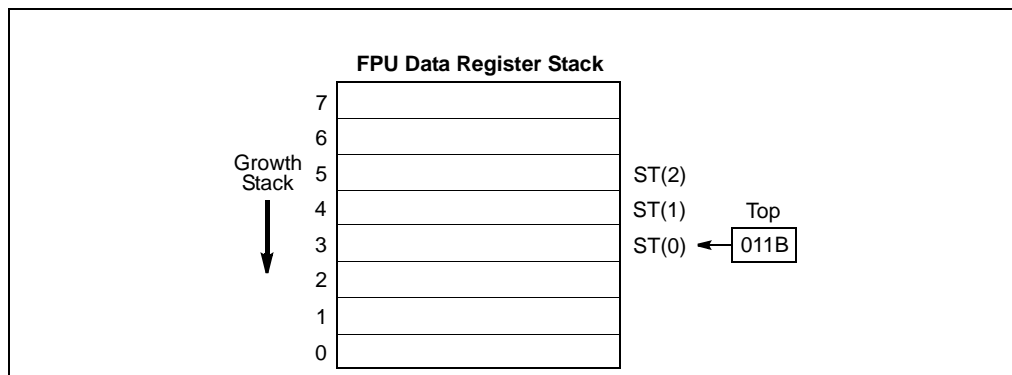 FPU Data Register Stack
7
6
Growth
Stack
5
ST(2)
4
ST(1)
Top
3
ST(0)
011B
2
1
0